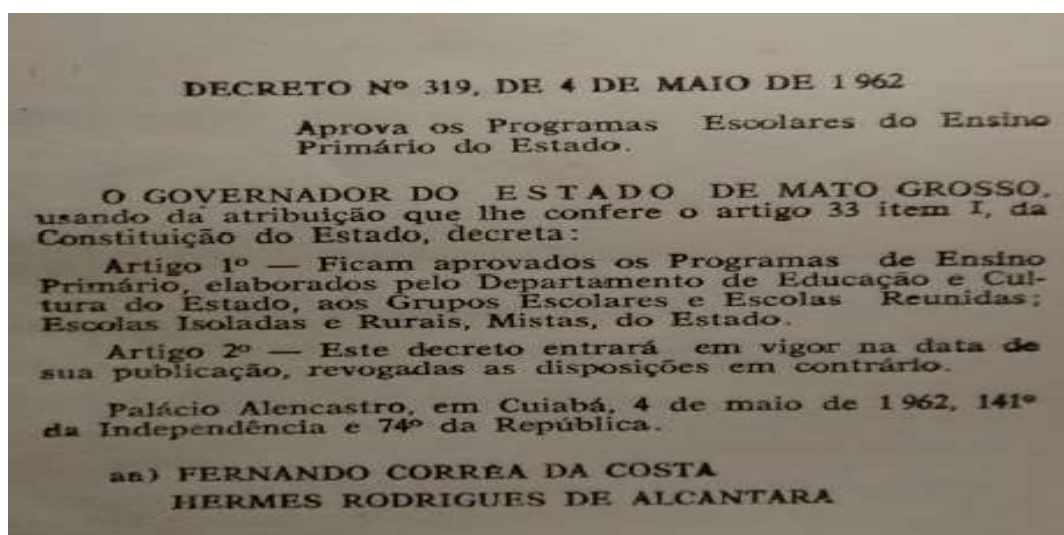 DECRETO Nº 319, DE 4 DE MAIO DE 1 962
Aprova os Programas Escolares do Ensino
Primário do Estado.
O GOVERNADOR DO ESTADO DE MATO GROSSO,
usando da atribuição que lhe confere o artigo 33 item I, da
Constituição do Estado, decreta:
Artigo 1º — Ficam aprovados os Programas de Ensino
Primário, elaborados pelo Departamento de Educação e Cul-
tura do Estado, aos Grupos Escolares e Escolas Reunidas;
Escolas Isoladas e Rurais, Mistas, do Estado.
Artigo 2º — Este decreto entrará em vigor na data de
sua publicação, revogadas as disposições em contrário.
Palácio Alencastro, em Cuiabá, 4 de maio de 1 962, 141º
da Independência e 74º da República.
aa) FERNANDO CORRÊA DA COSTA
HERMES RODRIGUES DE ALCANTARA